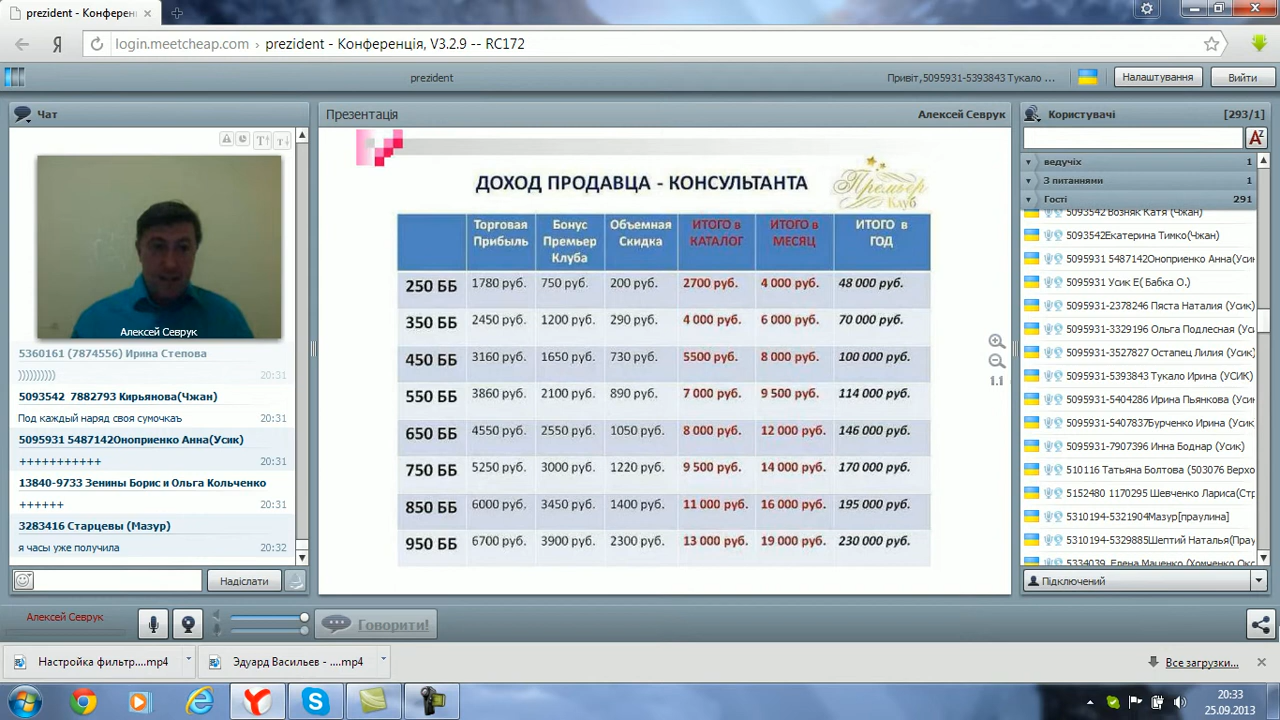 prezident - Конферен
login.meetcheap.com › prezident - Конференція, V3.2.9 -- RC172
prezident
Привіт,5095931-5393843 Тукало ...
Налаштування
Вийти
Чат
Алексей Севрук
5360161 (7874556) Ирина Степова
)))))))))) 20:31
5093542 7882793 Кирьянова(Чжан)
Под каждый наряд своя сумочкаъ 20:31
5095931 5487142Оноприенко Анна(Усик)
+++++++++++ 20:31
13840-9733 Зенины Борис и Ольга Кольченко
++++++ 20:31
3283416 Старцевы (Мазур)
я часы уже получила 20:32
Надіслати
Презентація
Алексей Севрук
ДОХОД ПРОДАВЦА - КОНСУЛЬТАНТА
Премьер
Клуб
Торговая Прибыль
Бонус Премьер Клуба
Объемная Скидка
ИТОГО в КАТАЛОГ
ИТОГО в МЕСЯЦ
ИТОГО в ГОД
250 ББ 1780 руб. 750 руб. 200 руб. 2700 руб. 4 000 руб. 48 000 руб.
350 ББ 2450 руб. 1200 руб. 290 руб. 4 000 руб. 6 000 руб. 70 000 руб.
450 ББ 3160 руб. 1650 руб. 730 руб. 5500 руб. 8 000 руб. 100 000 руб.
550 ББ 3860 руб. 2100 руб. 890 руб. 7 000 руб. 9 500 руб. 114 000 руб.
650 ББ 4550 руб. 2550 руб. 1050 руб. 8 000 руб. 12 000 руб. 146 000 руб.
750 ББ 5250 руб. 3000 руб. 1220 руб. 9 500 руб. 14 000 руб. 170 000 руб.
850 ББ 6000 руб. 3450 руб. 1400 руб. 11 000 руб. 16 000 руб. 195 000 руб.
950 ББ 6700 руб. 3900 руб. 2300 руб. 13 000 руб. 19 000 руб. 230 000 руб.
1.1
Користувачі [293/1]
ведучіх 1
З питаннями 1
Гості 291
5093542 Возняк Катя (Чжан)
5093542Екатерина Тимко(Чжан)
5095931 5487142Оноприенко Анна(Усик
5095931 Усик Е( Бабка О.)
5095931-2378246 Пяста Наталия (Усик)
5095931-3329196 Ольга Подлесная (Ус
5095931-3527827 Остапец Лилия (Усик)
5095931-5393843 Тукало Ирина (УСИК)
5095931-5404286 Ирина Пьянкова (Усик)
5095931-5407837Бурченко Ирина (Усик)
5095931-7907396 Инна Боднар (Усик)
510116 Татьяна Болтова (503076 Верхо
5152480 1170295 Шевченко Лариса(Стр
5310194-5321904Мазур[праулина]
5310194-5329885Шептий Наталья(Прау
5334039 Елена Маценко (Хомченко Окс
Підключений
Алексей Севрук
Говорити!
Настройка фильтр....mp4
Эдуард Васильев - ....mp4
Все загрузки...
20:33
25.09.2013